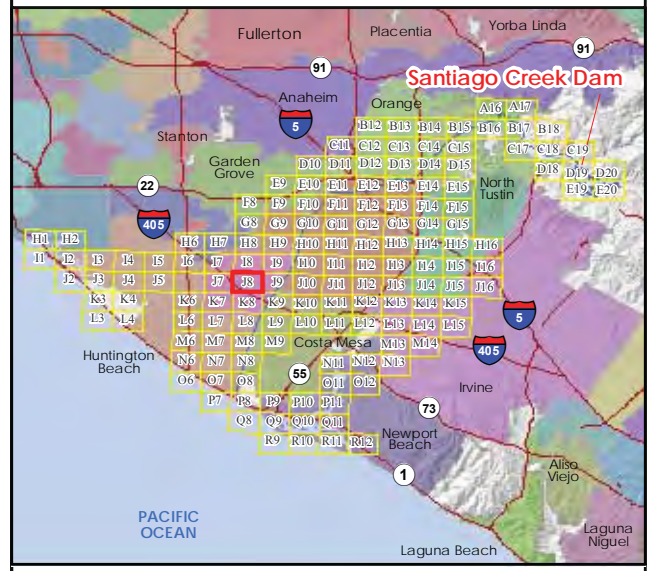 Fullerton
Placentia
Yorba Linda
91
91
Santiago Creek Dam
Anaheim
5
Orange
A16 A17
Stanton
B12 B13 B14 B15 B16 B17 B18
C11 C12 C13 C14 C15 C17 C18 C19
Garden
Grove
D10 D11 D12 D13 D14 D15 D18 D19 D20
22
E9 E10 E11 E12 E13 E14 E15 E19 E20
North
Tustin
F8 F9 F10 F11 F12 F13 F14 F15
405
G8 G9 G10 G11 G12 G13 G14 G15
H1 H2 H6 H7 H8 H9 H10 H11 H12 H13 H14 H15 H16
I1 I2 I3 I4 I5 I6 I7 I8 I9 I10 I11 I12 I13 I14 I15 I16
J2 J3 J4 J5 J7 J8 J9 J10 J11 J12 J13 J14 J15 J16
K3 K4 K6 K7 K8 K9 K10 K11 K12 K13 K14 K15
5
L3 L4 L6 L7 L8 L9 L10 L11 L12 L13 L14 L15
M6 M7 M8 M9 Costa Mesa M13 M14
405
Huntington
Beach
N6 N7 N8 N11 N12 N13
55
O6 O7 O8 O11 O12
Irvine
P7 P8 P9 P10 P11
73
Q8 Q9 Q10 Q11
Newport
Beach
R9 R10 R11 R12
1
Aliso
Viejo
PACIFIC
OCEAN
Laguna
Niguel
Laguna Beach